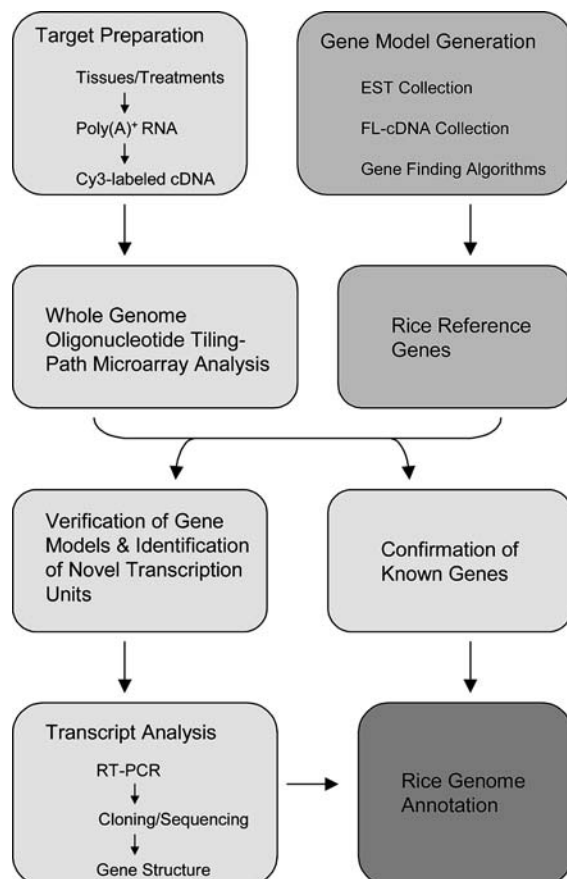 Target Preparation
Tissues/Treatments
Poly(A)⁺ RNA
Cy3-labeled cDNA
Gene Model Generation
EST Collection
FL-cDNA Collection
Gene Finding Algorithms
Whole Genome
Oligonucleotide Tiling-
Path Microarray Analysis
Rice Reference
Genes
Verification of Gene
Models & Identification
of Novel Transcription
Units
Confirmation of
Known Genes
Transcript Analysis
RT-PCR
Cloning/Sequencing
Gene Structure
Rice Genome
Annotation